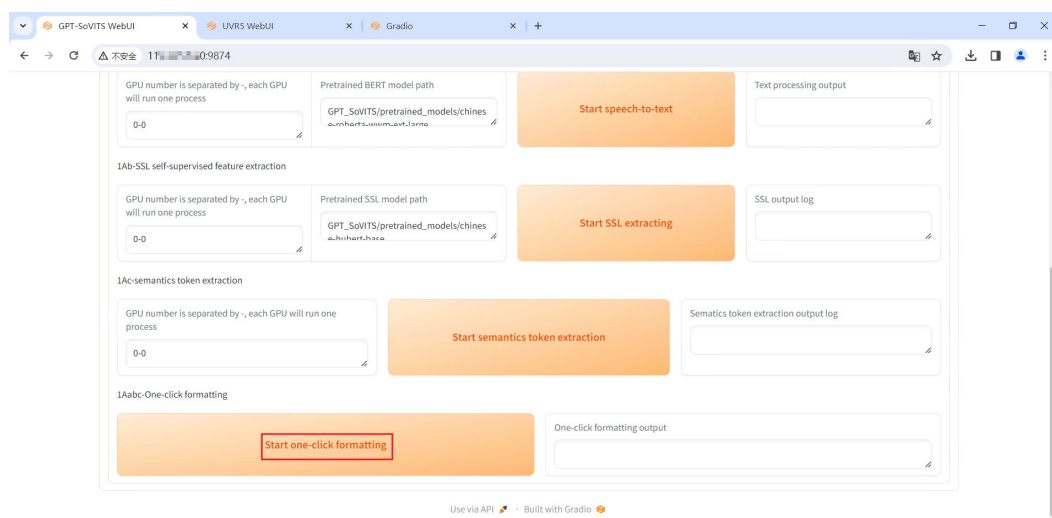 GPT-SoVITS WebUI
UVR5 WebUI
Gradio
不安全
0:9874
GPU number is separated by -, each GPU
will run one process
0-0
Pretrained BERT model path
GPT_SoVITS/pretrained_models/chines
e-roberta-wwm-ext-large
Start speech-to-text
Text processing output
1Ab-SSL self-supervised feature extraction
GPU number is separated by -, each GPU
will run one process
0-0
Pretrained SSL model path
GPT_SoVITS/pretrained_models/chines
e-hubert-base
Start SSL extracting
SSL output log
1Ac-semantics token extraction
GPU number is separated by -, each GPU will run one
process
0-0
Start semantics token extraction
Sematics token extraction output log
1Aabc-One-click formatting
Start one-click formatting
One-click formatting output
Use via API · Built with Gradio